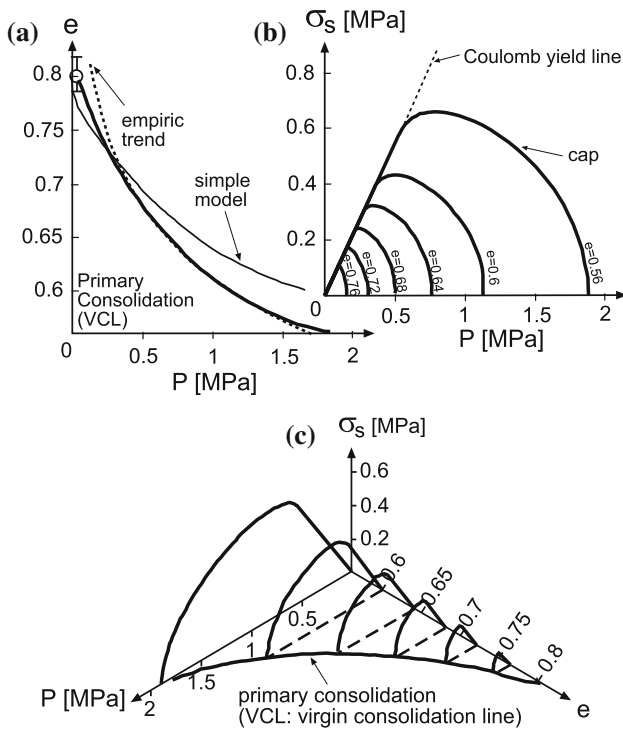 (a)
e
0.8
0.75
0.7
0.65
0.6
empiric
trend
simple
model
Primary
Consolidation
(VCL)
0
0.5
1
1.5
2
P [MPa]
(b)
σs [MPa]
Coulomb yield line
0.8
0.6
0.4
0.2
cap
e=0.76
e=0.72
e=0.68
e=0.64
e=0.6
e=0.56
0
0.5
1
1.5
2
P [MPa]
(c)
σs [MPa]
0.6
0.4
0.2
0.6
0.65
0.7
0.75
0.8
0.5
1
1.5
2
P [MPa]
e
primary consolidation
(VCL: virgin consolidation line)